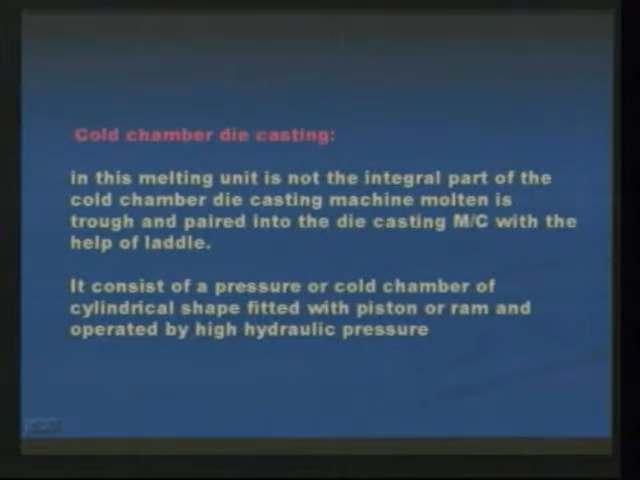 Cold chamber die casting:
in this melting unit is not the integral part of the
cold chamber die casting machine molten is
trough and paired into the die casting M/C with the
help of laddle.
It consist of a pressure or cold chamber of
cylindrical shape fitted with piston or ram and
operated by high hydraulic pressure